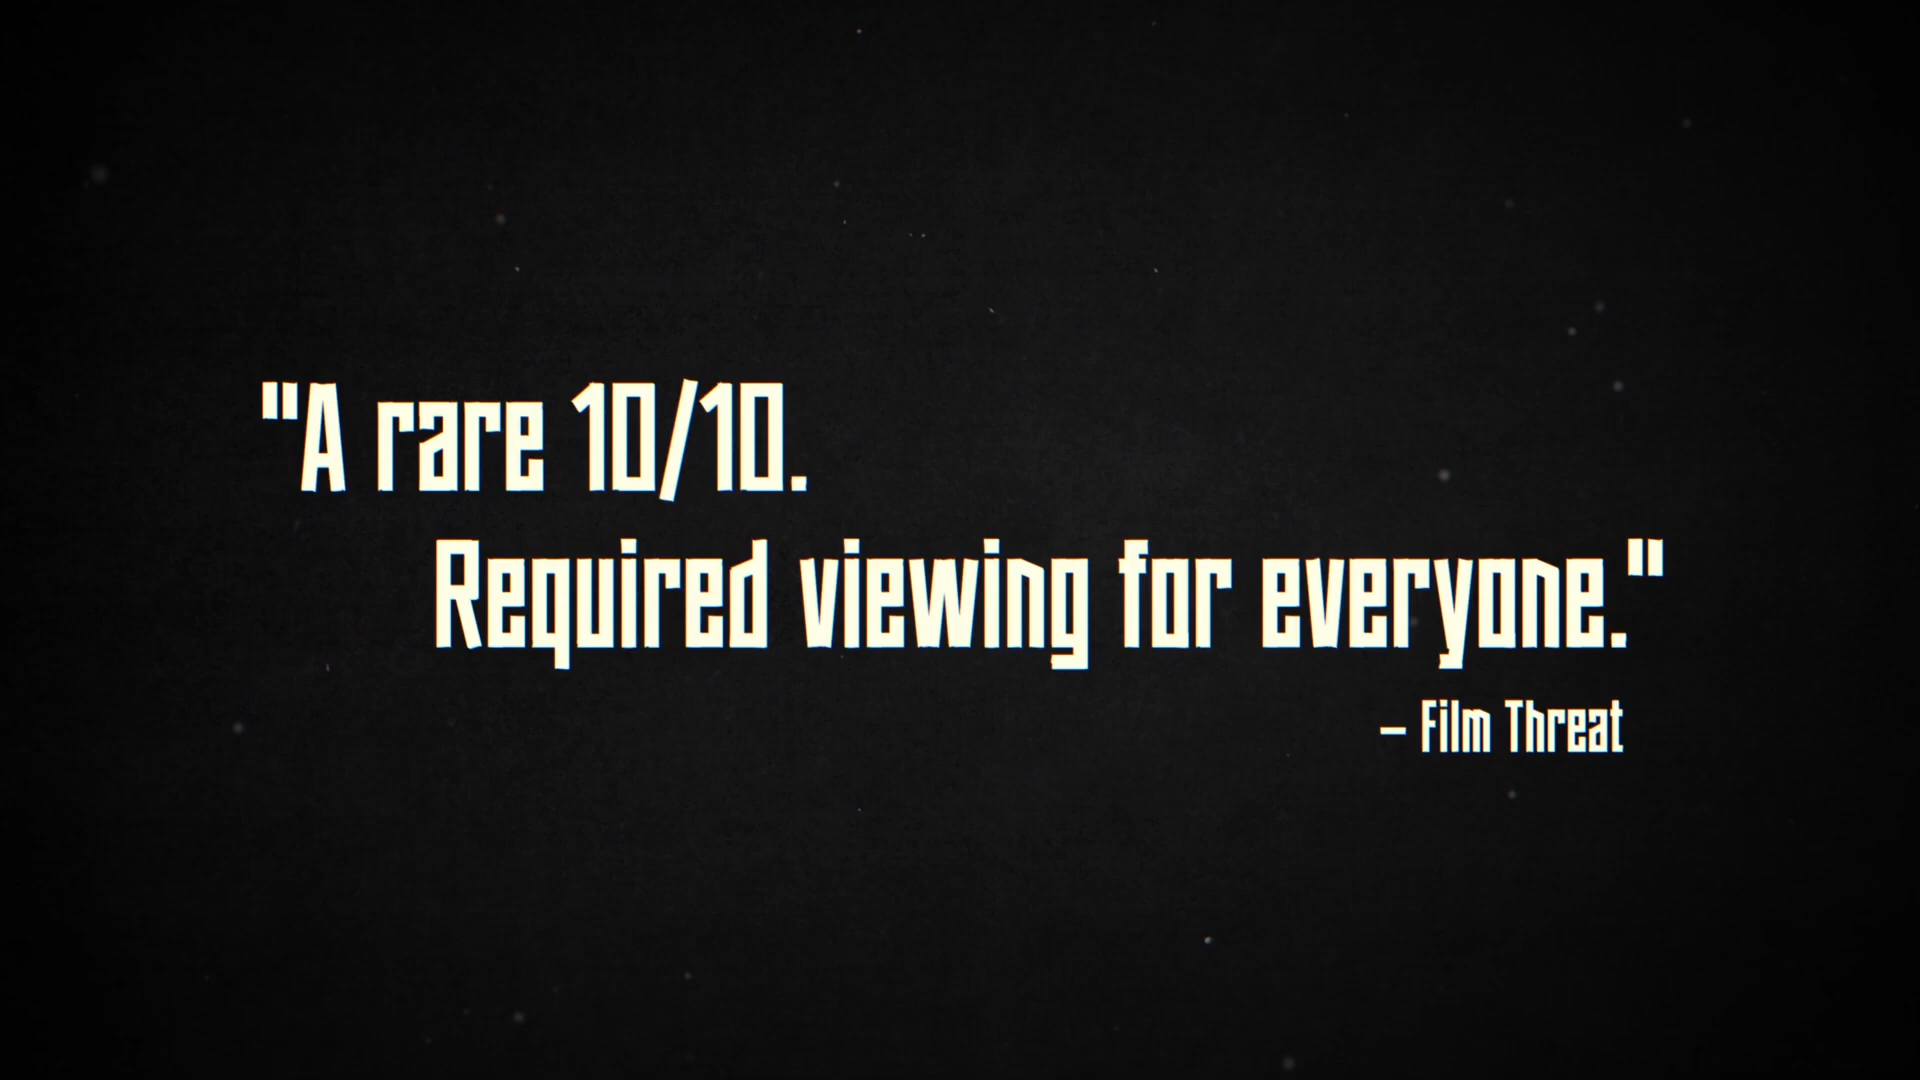 "A rare 10/10.
Required viewing for everyone."
– Film Threat